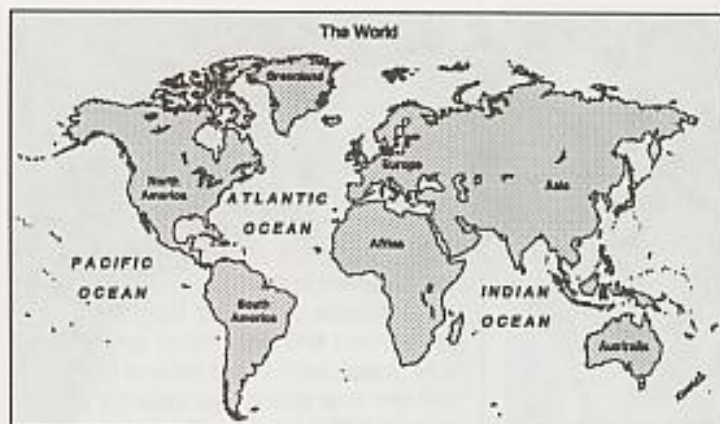 The World
Greenland
North
America
Europe
Asia
ATLANTIC
OCEAN
Africa
PACIFIC
OCEAN
South
America
INDIAN
OCEAN
Australia